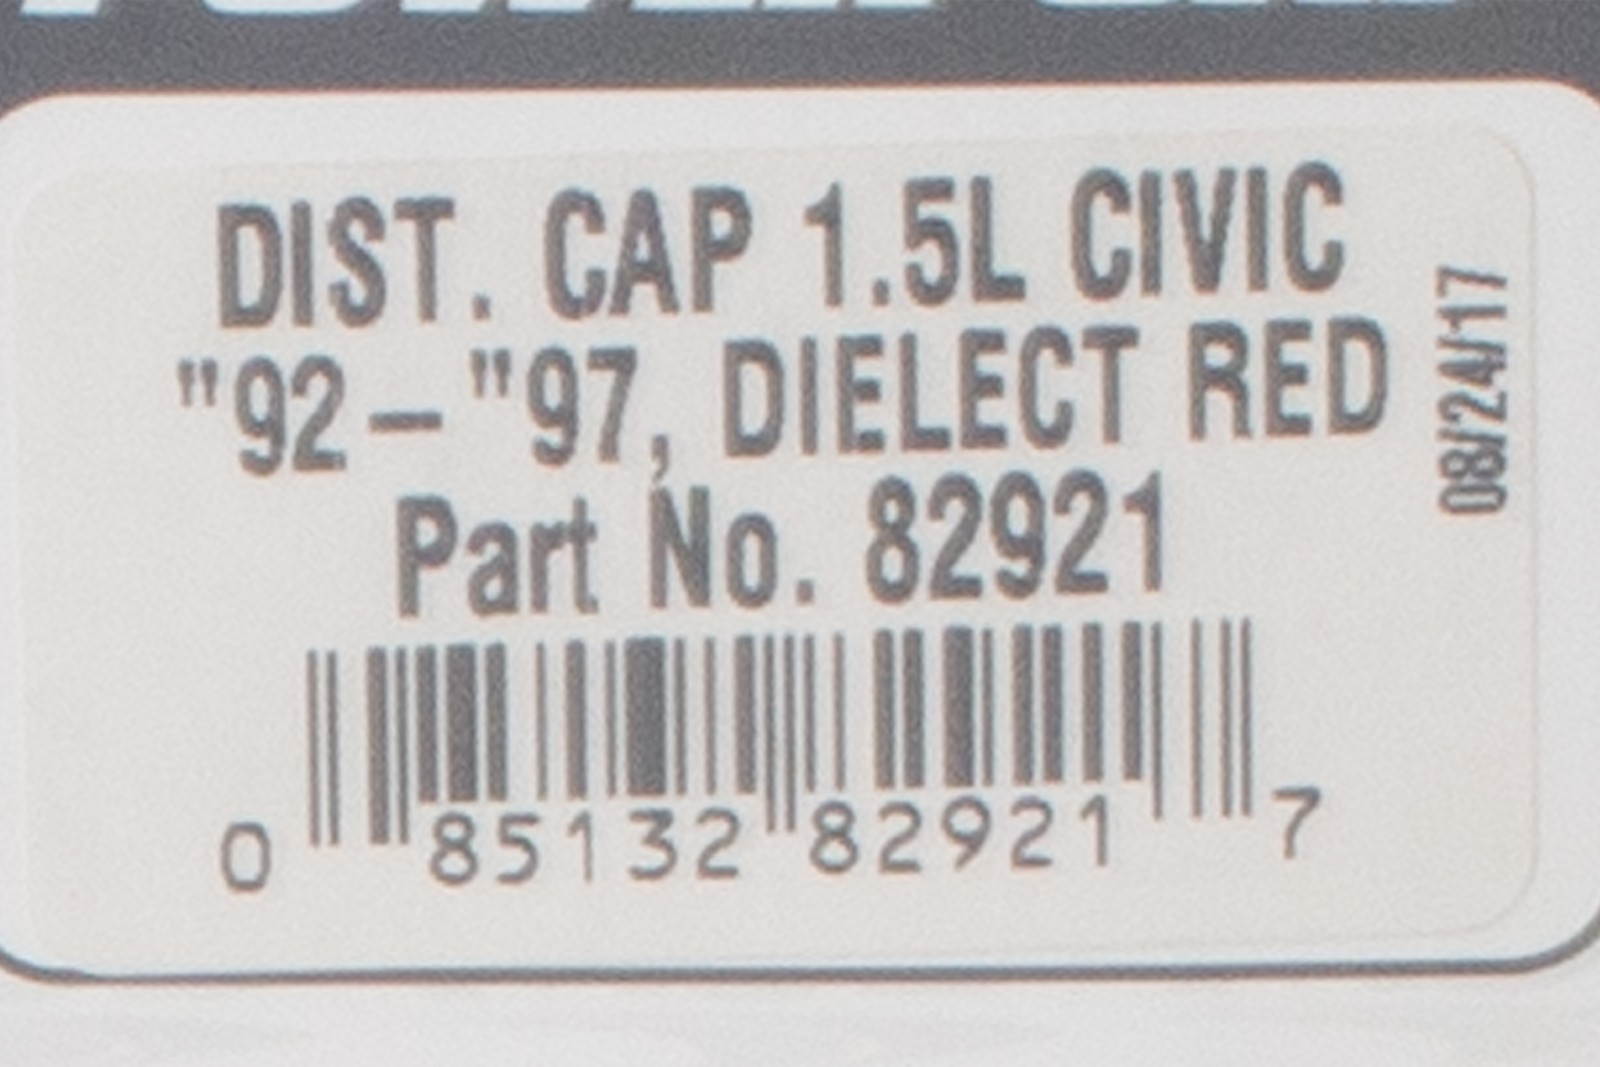 DIST. CAP 1.5L CIVIC
"92 – "97, DIELECT RED
Part No. 82921
0 85132 82921 7
08/24/17